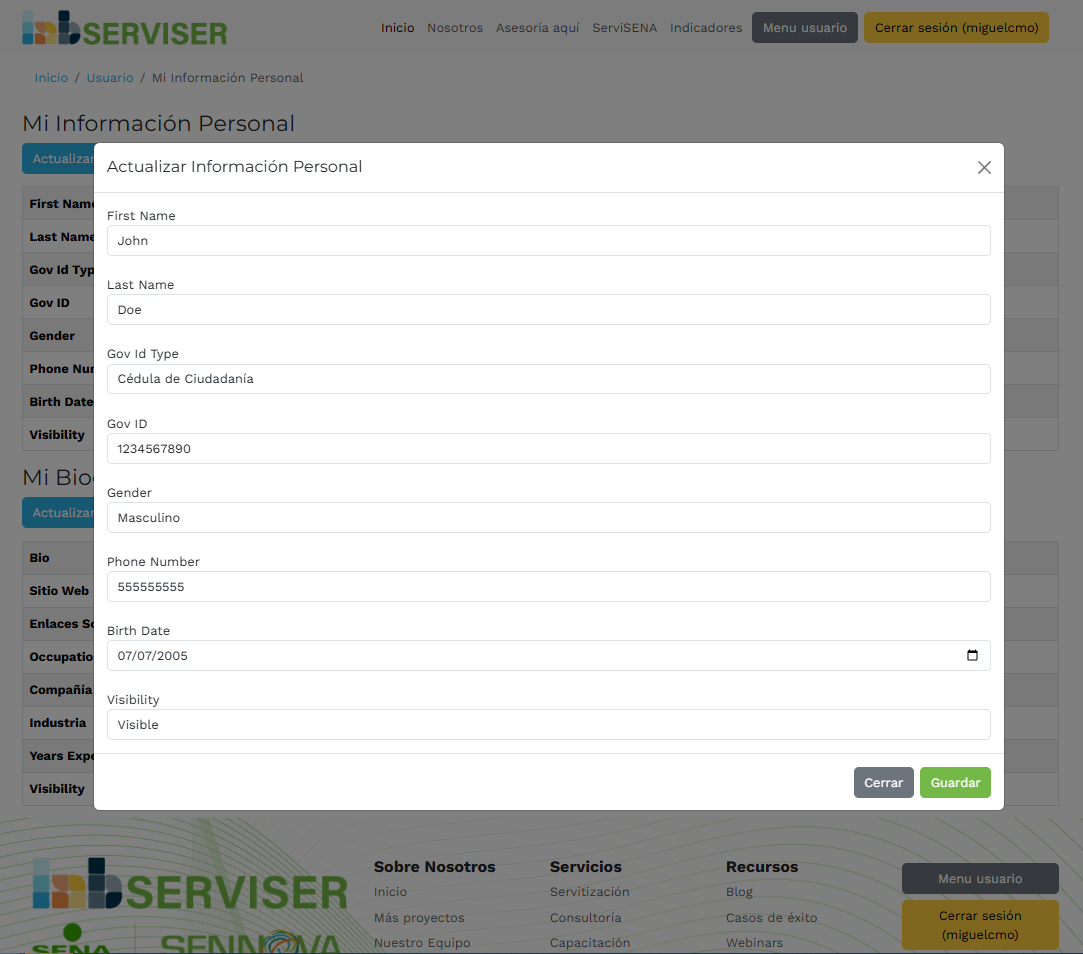 SERVISER
Inicio Nosotros Asesoría aquí ServiSENA Indicadores Menu usuario Cerrar sesión (miguelcmo)
Inicio / Usuario / Mi Información Personal
Mi Información Personal
Actualizar
Actualizar Información Personal
First Name
Last Name
Gov Id Typ
Gov ID
Gender
Phone Nu
Birth Date
Visibility
First Name
John
Last Name
Doe
Gov Id Type
Cédula de Ciudadanía
Gov ID
1234567890
Gender
Masculino
Phone Number
555555555
Birth Date
07/07/2005
Visibility
Visible
Cerrar Guardar
Mi Bio
Actualizar
Bio
Sitio Web
Enlaces So
Occupatio
Compañía
Industria
Years Expe
Visibility
SERVISER
SENA SENNOVA
Sobre Nosotros
Inicio
Más proyectos
Nuestro Equipo
Servicios
Servitización
Consultoría
Capacitación
Recursos
Blog
Casos de éxito
Webinars
Menu usuario
Cerrar sesión
(miguelcmo)